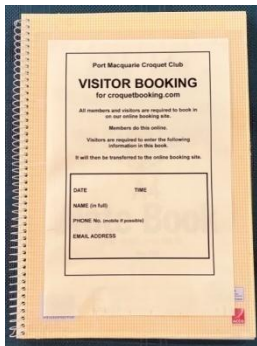 Port Macquarie Croquet Club
VISITOR BOOKING
for croquetbooking.com
All members and visitors are required to book in
on our online booking site.
Members do this online.
Visitors are required to enter the following
information in this book.
It will then be transferred to the online booking site.
DATE TIME
NAME (in full)
PHONE No. (mobile if possible)
EMAIL ADDRESS